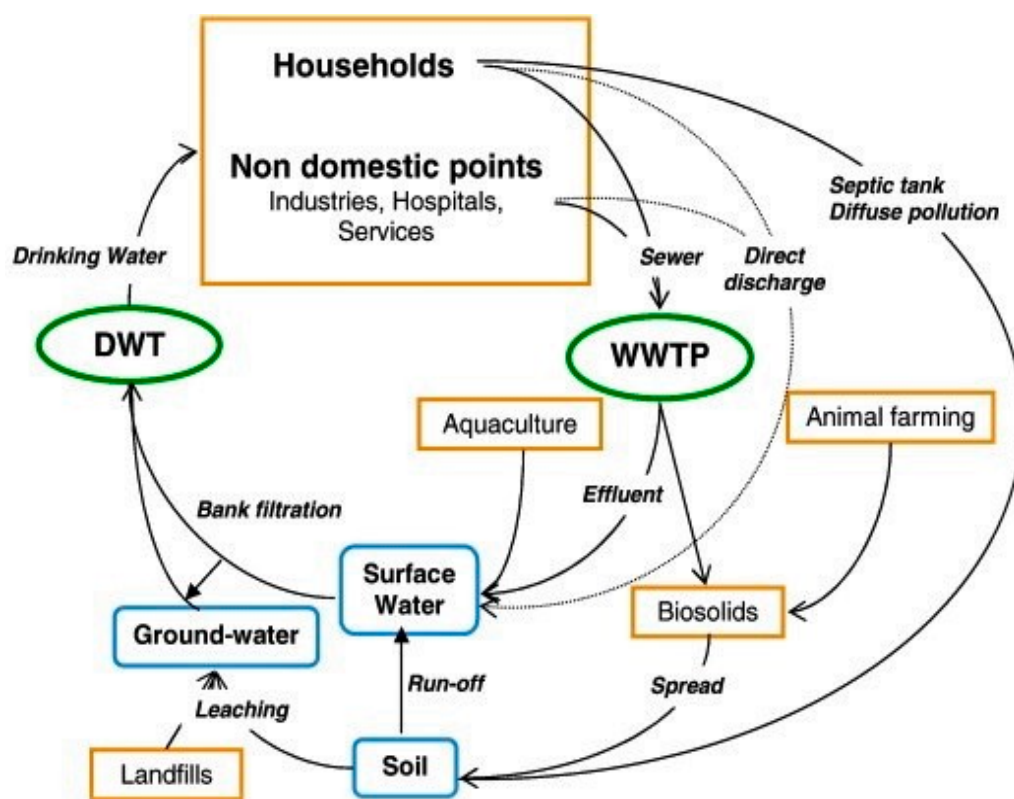 Households
Non domestic points
Industries, Hospitals,
Services
Septic tank
Diffuse pollution
Drinking Water
Sewer
Direct
discharge
DWT
WWTP
Aquaculture
Animal farming
Effluent
Bank filtration
Surface
Water
Biosolids
Ground-water
Run-off
Spread
Leaching
Soil
Landfills